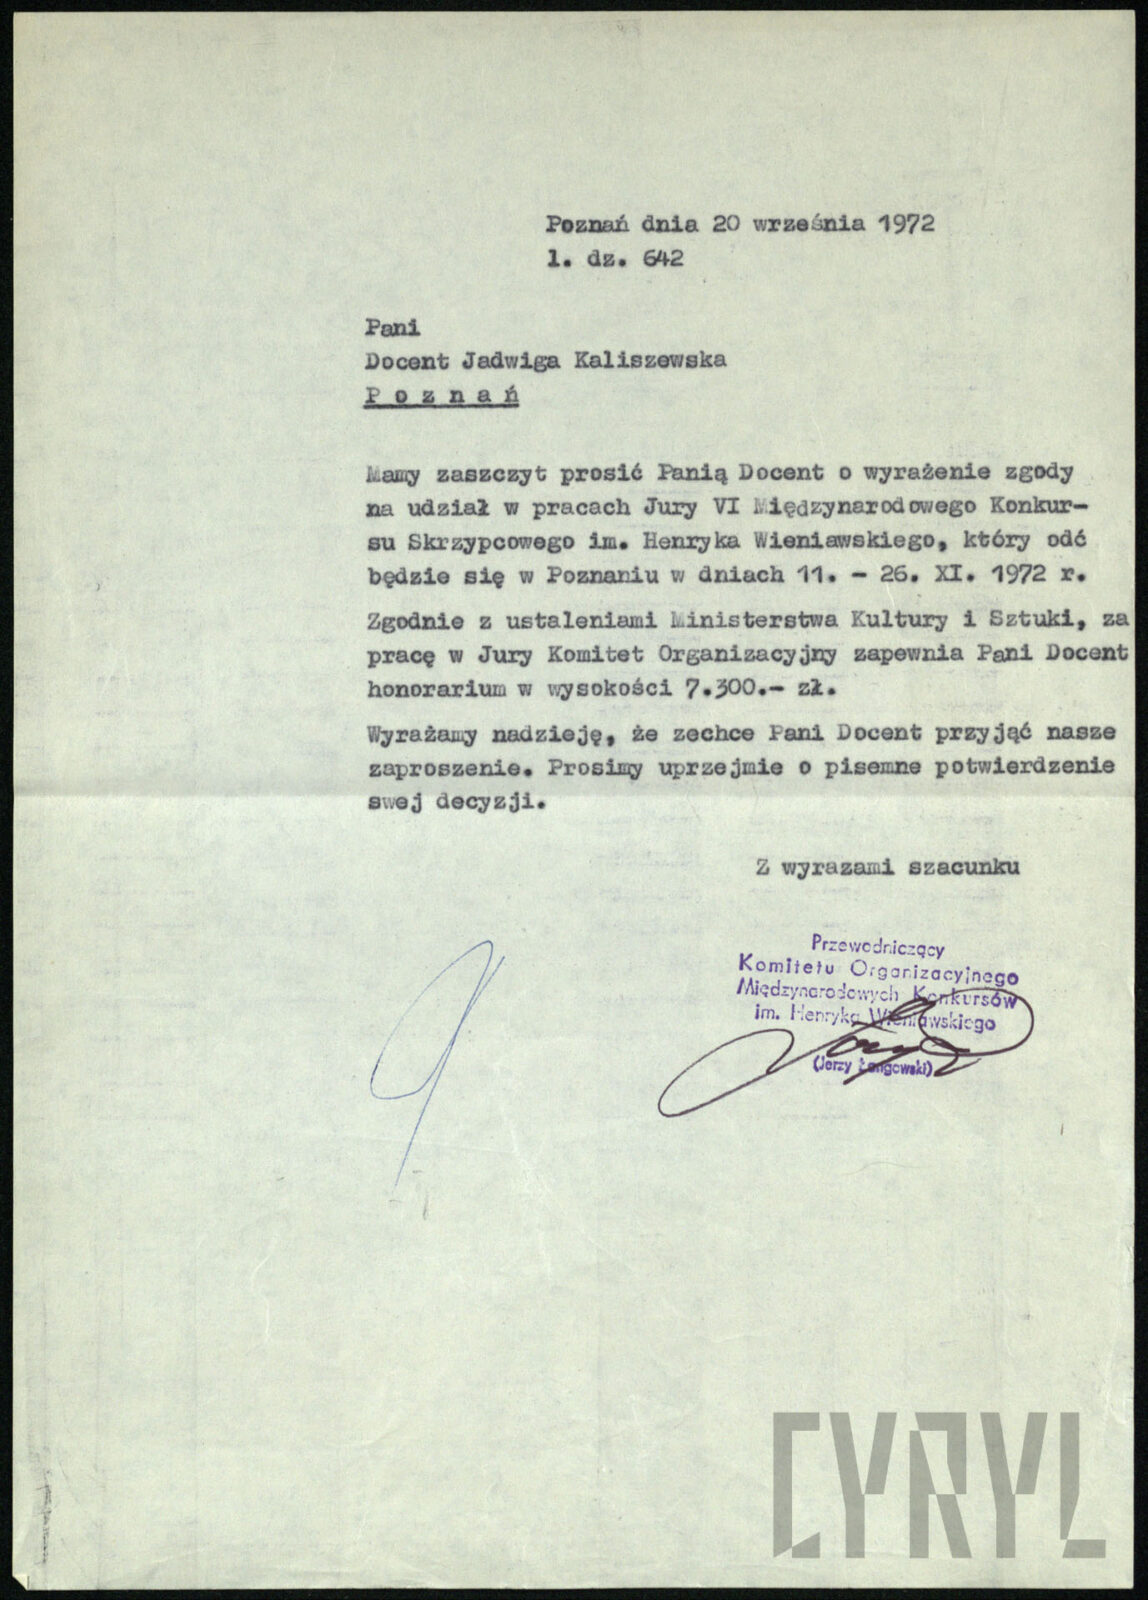 Poznań dnia 20 września 1972
l. dz. 642
Pani
Docent Jadwiga Kaliszewska
P o z n a ń
Mamy zaszczyt prosić Panią Docent o wyrażenie zgody
na udział w pracach Jury VI Międzynarodowego Konkur-
su Skrzypcowego im. Henryka Wieniawskiego, który odć
będzie się w Poznaniu w dniach 11. - 26. XI. 1972 r.
Zgodnie z ustaleniami Ministerstwa Kultury i Sztuki, za
pracę w Jury Komitet Organizacyjny zapewnia Pani Docent
honorarium w wysokości 7.300.- zł.
Wyrażamy nadzieję, że zechce Pani Docent przyjąć nasze
zaproszenie. Prosimy uprzejmie o pisemne potwierdzenie
swej decyzji.
Z wyrazami szacunku
Przewodniczący
Komitetu Organizacyjnego
Międzynarodowych Konkursów
im. Henryka Wieniawskiego
(Jerzy Łangowski)
CYRYL